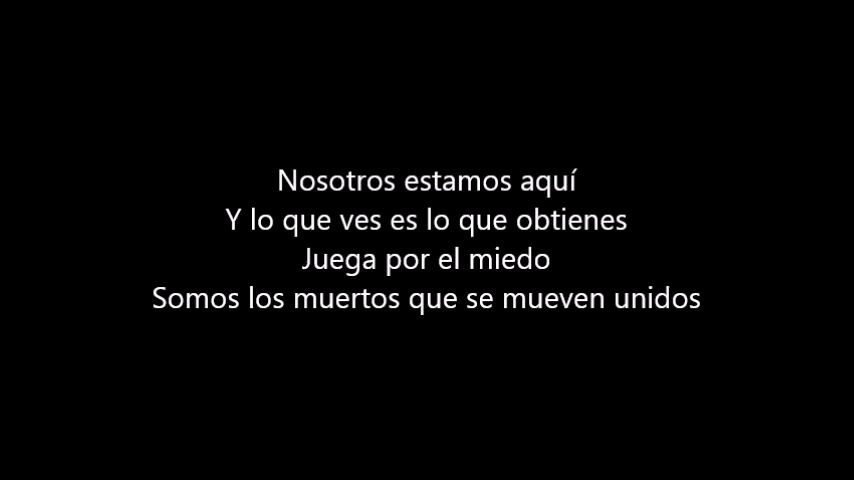 Nosotros estamos aquí
Y lo que ves es lo que obtienes
Juega por el miedo
Somos los muertos que se mueven unidos